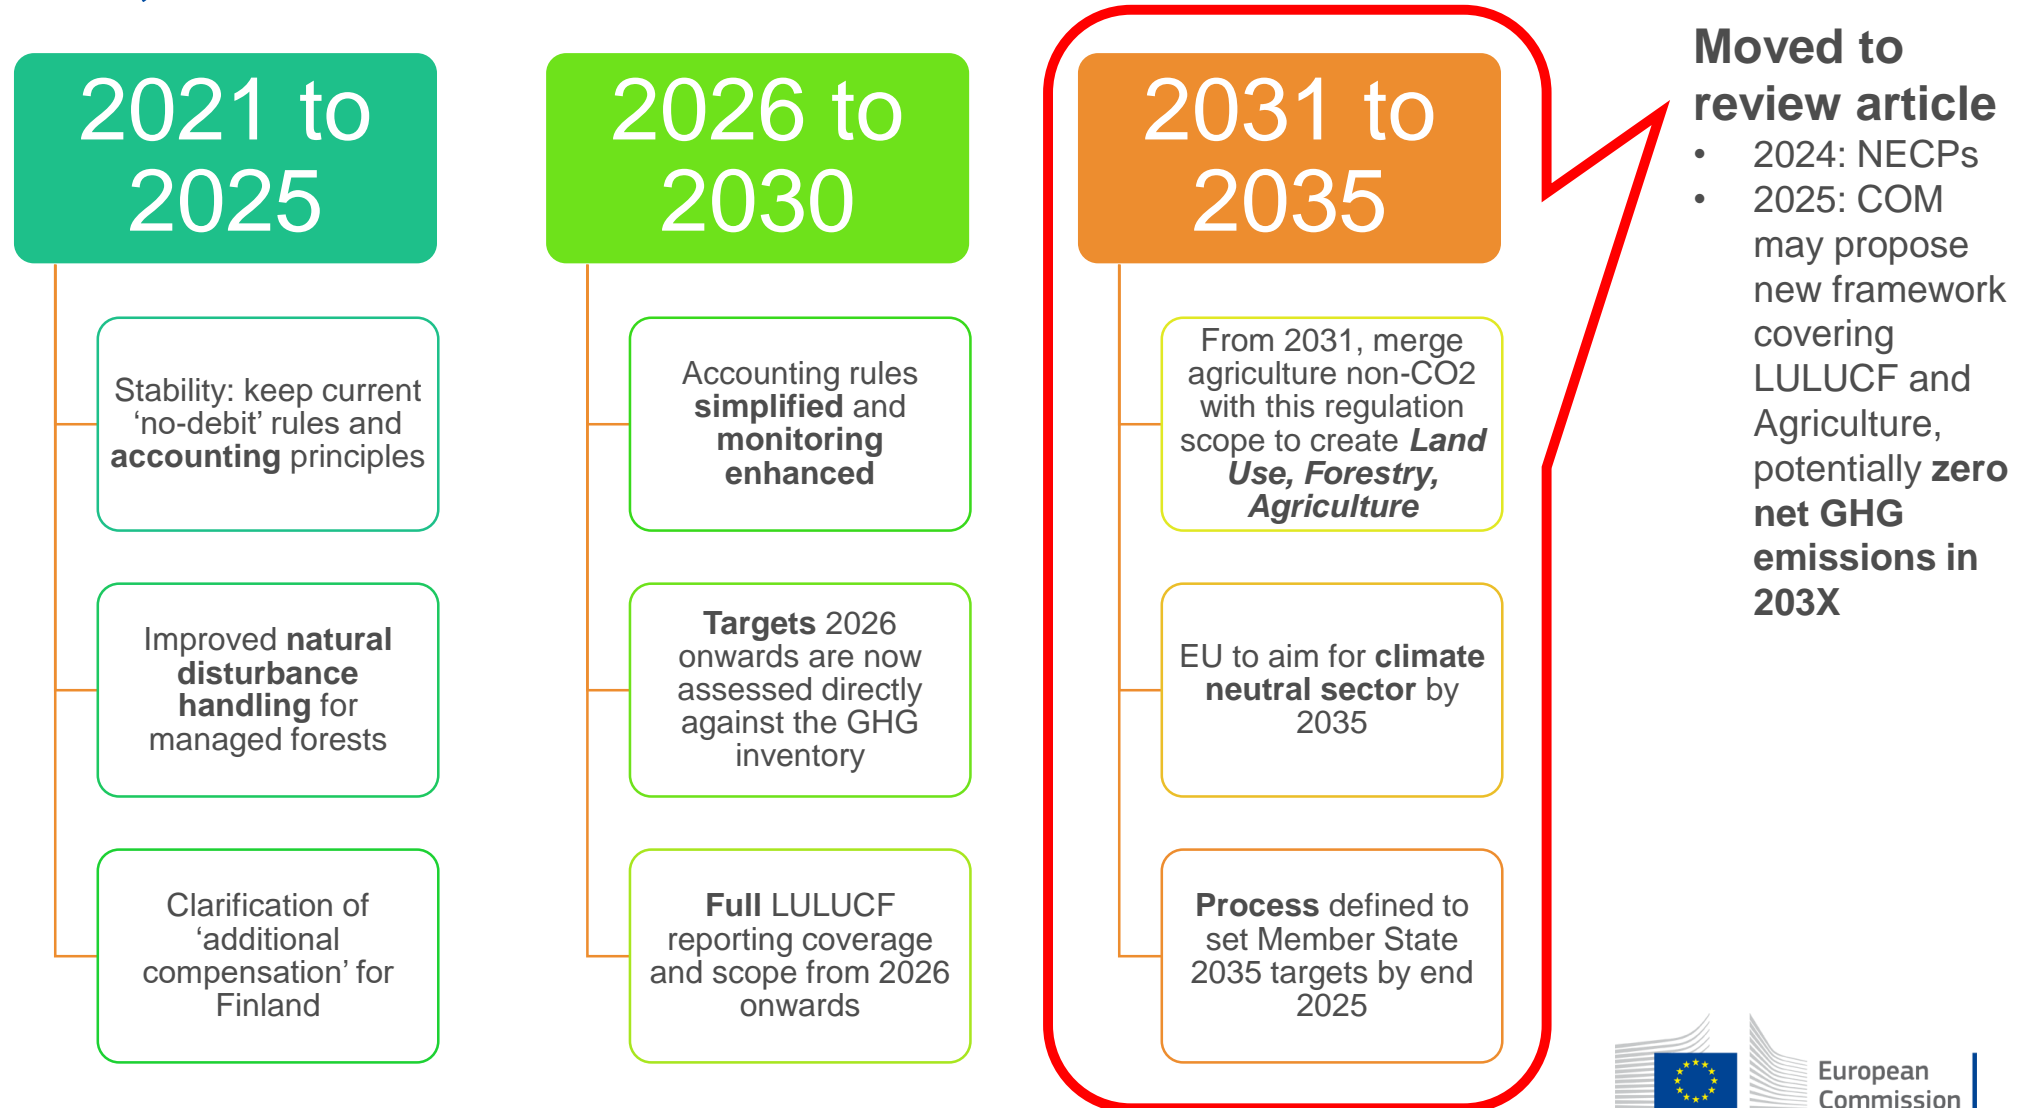 2021 to
2025
Stability: keep current
‘no-debit’ rules and
accounting principles
Improved natural
disturbance
handling for
managed forests
Clarification of
‘additional
compensation’ for
Finland
2026 to
2030
Accounting rules
simplified and
monitoring
enhanced
Targets 2026
onwards are now
assessed directly
against the GHG
inventory
Full LULUCF
reporting coverage
and scope from 2026
onwards
2031 to
2035
From 2031, merge
agriculture non-CO2
with this regulation
scope to create Land
Use, Forestry,
Agriculture
EU to aim for climate
neutral sector by
2035
Process defined to
set Member State
2035 targets by end
2025
Moved to
review article
• 2024: NECPs
• 2025: COM
may propose
new framework
covering
LULUCF and
Agriculture,
potentially zero
net GHG
emissions in
203X
European
Commission